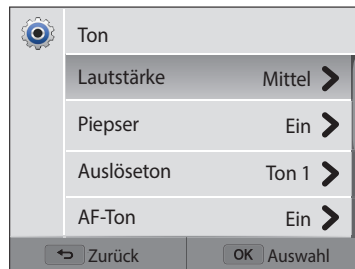 Ton
Lautstärke Mittel
Piepser Ein
Auslöseton Ton 1
AF-Ton Ein
Zurück OK Auswahl